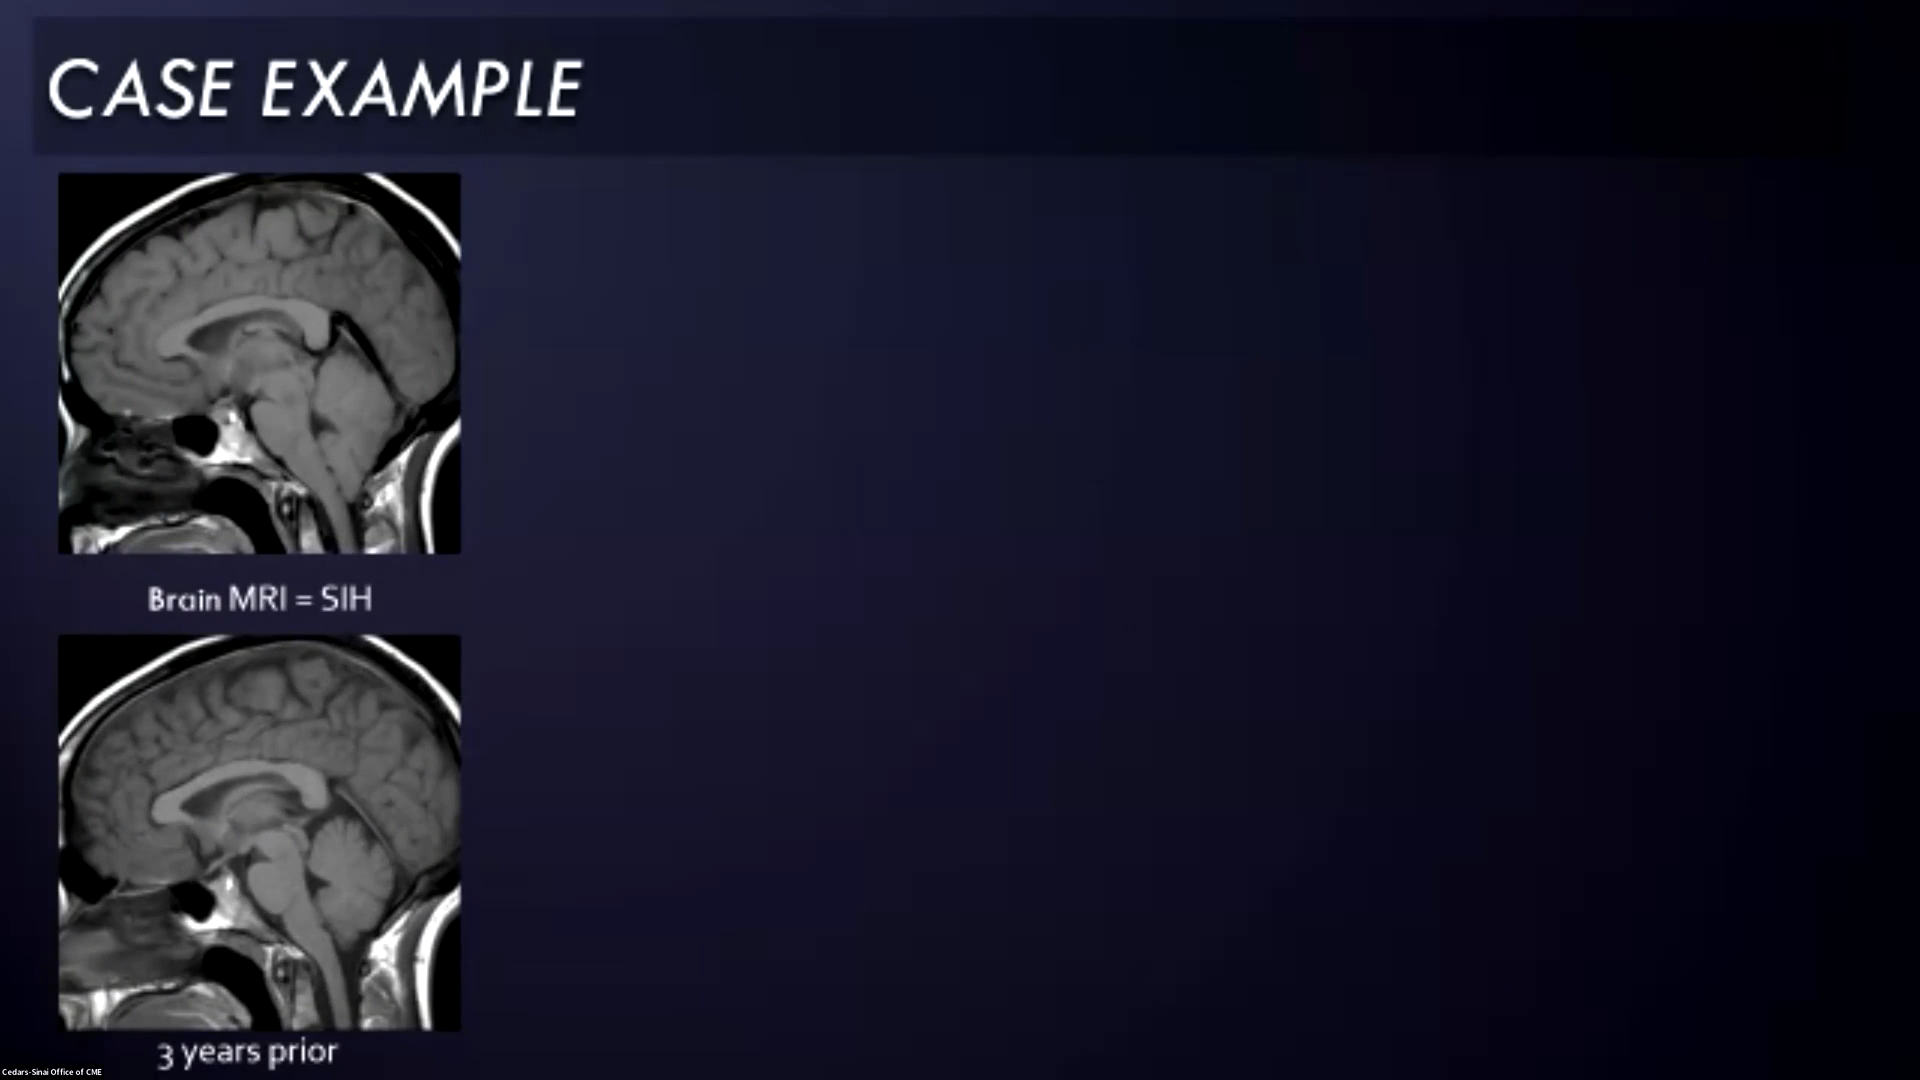 CASE EXAMPLE
Brain MRI = SIH
3 years prior
Cedars-Sinai Office of CME